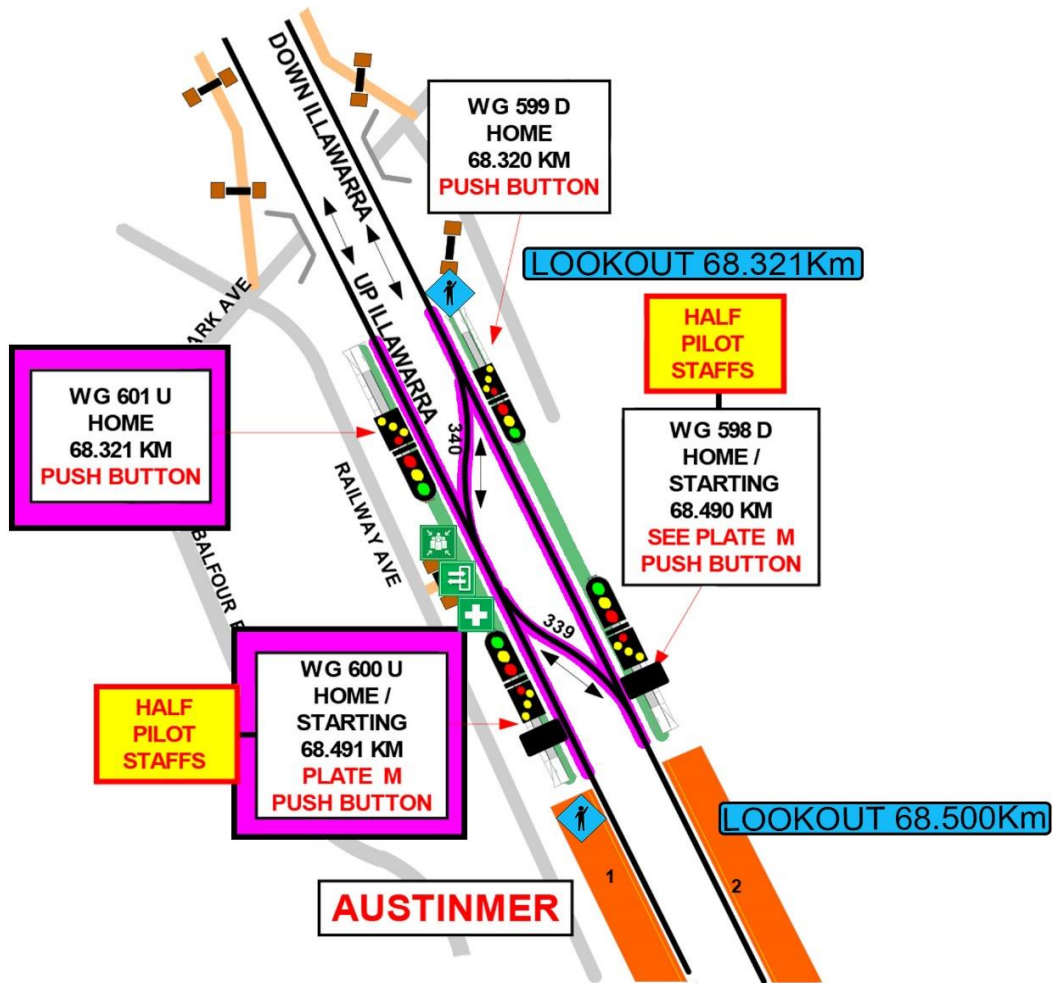 DOWN ILLAWARRA
WG 599 D
HOME
68.320 KM
PUSH BUTTON
LOOKOUT 68.321Km
UP ILLAWARRA
ARK AVE
HALF
PILOT
STAFFS
WG 601 U
HOME
68.321 KM
PUSH BUTTON
340
WG 598 D
HOME /
STARTING
68.490 KM
SEE PLATE M
PUSH BUTTON
RAILWAY AVE
BALFOUR
339
WG 600 U
HOME /
STARTING
68.491 KM
PLATE M
PUSH BUTTON
HALF
PILOT
STAFFS
LOOKOUT 68.500Km
1
2
AUSTINMER